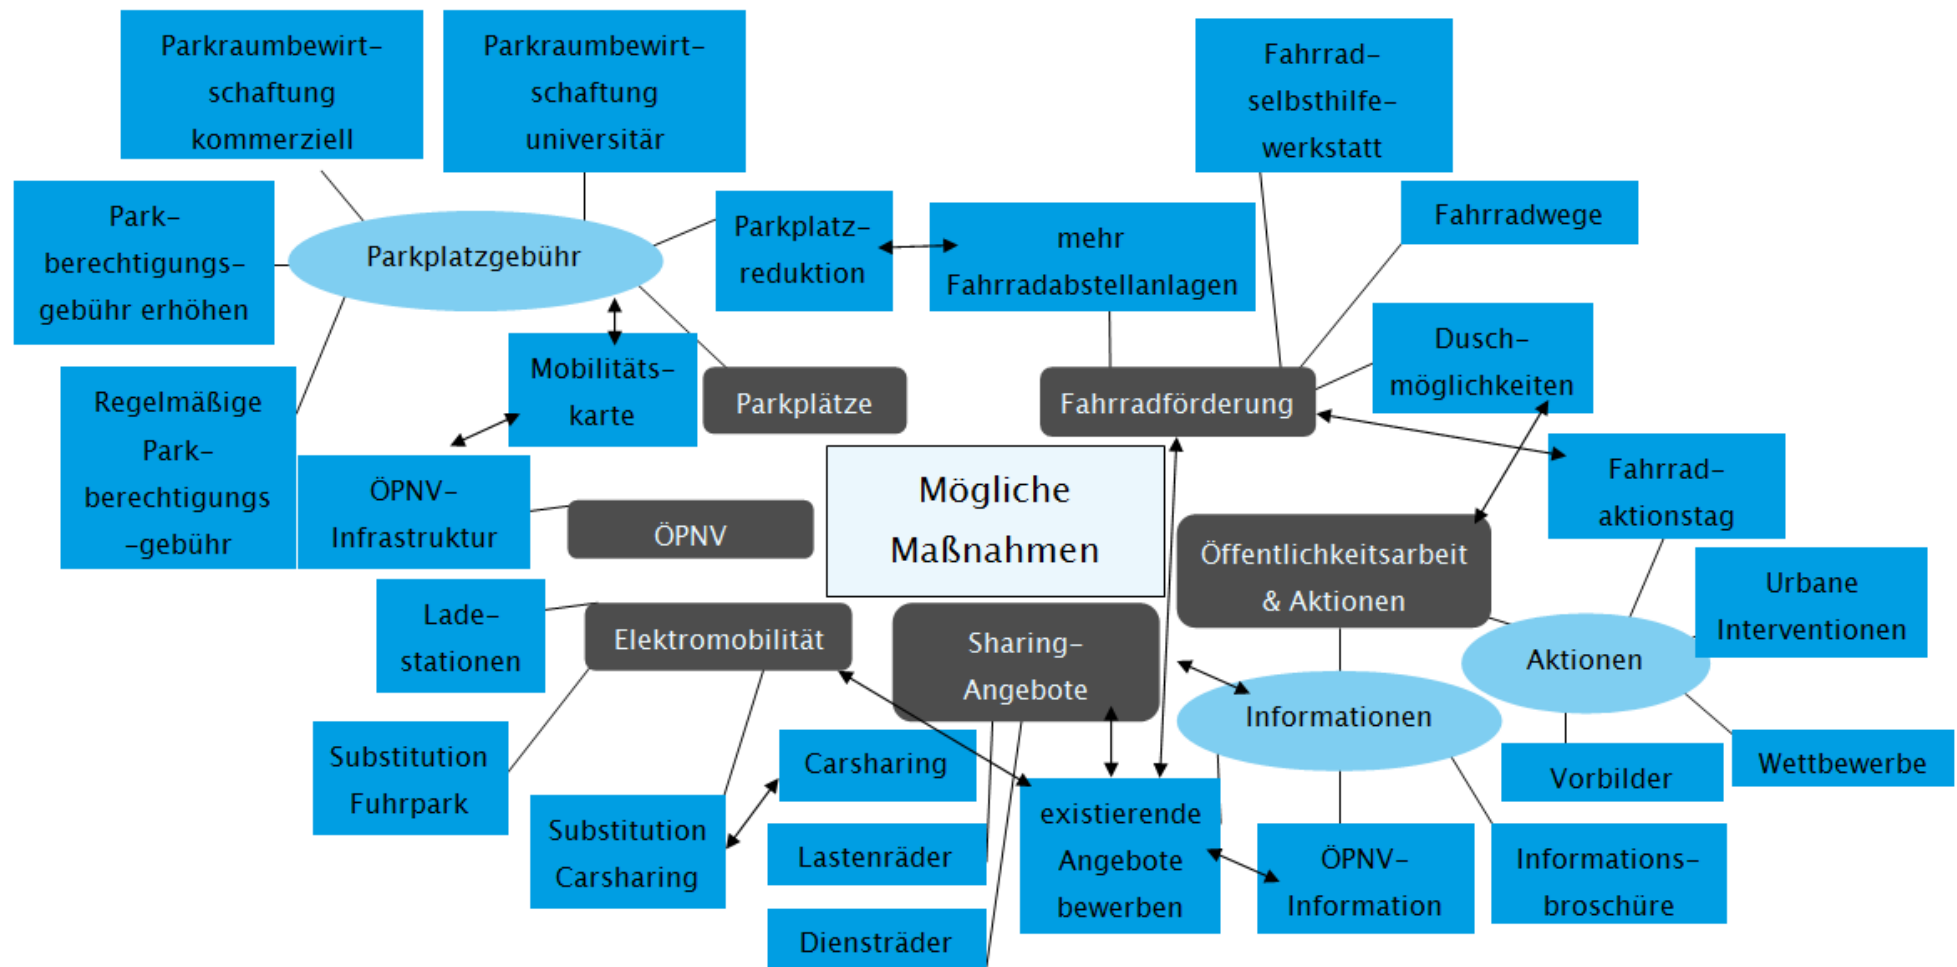 Parkraumbewirt-
schaftung
kommerziell
Parkraumbewirt-
schaftung
universitär
Fahrrad-
selbsthilfe-
werkstatt
Park-
berechtigungs-
gebühr erhöhen
Parkplatzgebühr
Parkplatz-
reduktion
mehr
Fahrradabstellanlagen
Fahrradwege
Dusch-
möglichkeiten
Mobilitäts-
karte
Parkplätze
Fahrradförderung
Regelmäßige
Park-
berechtigungs
-gebühr
ÖPNV-
Infrastruktur
ÖPNV
Mögliche
Maßnahmen
Fahrrad-
aktionstag
Öffentlichkeitsarbeit
& Aktionen
Urbane
Interventionen
Lade-
stationen
Elektromobilität
Sharing-
Angebote
Aktionen
Informationen
Substitution
Fuhrpark
Carsharing
Vorbilder
Wettbewerbe
Substitution
Carsharing
Lastenräder
existierende
Angebote
bewerben
ÖPNV-
Information
Informations-
broschüre
Diensträder